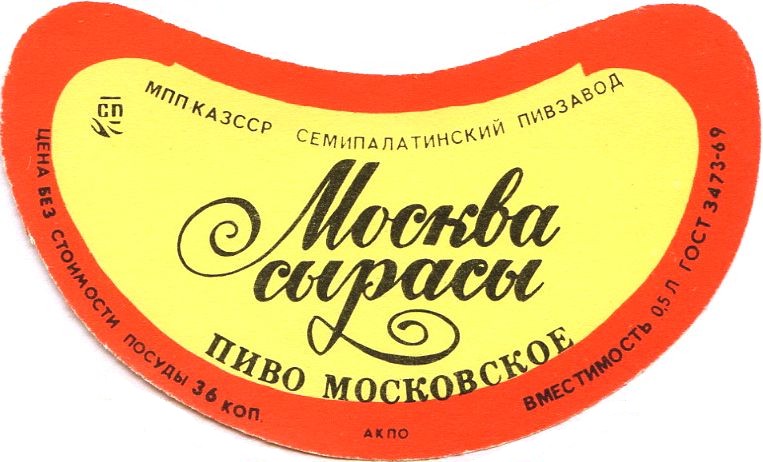 СП
МПП КАЗССР СЕМИПАЛАТИНСКИЙ ПИВЗАВОД
Москва
сырасы
ПИВО МОСКОВСКОЕ
ЦЕНА БЕЗ СТОИМОСТИ ПОСУДЫ 36 КОП.
АКПО
ВМЕСТИМОСТЬ 0,5 Л ГОСТ 3473-69